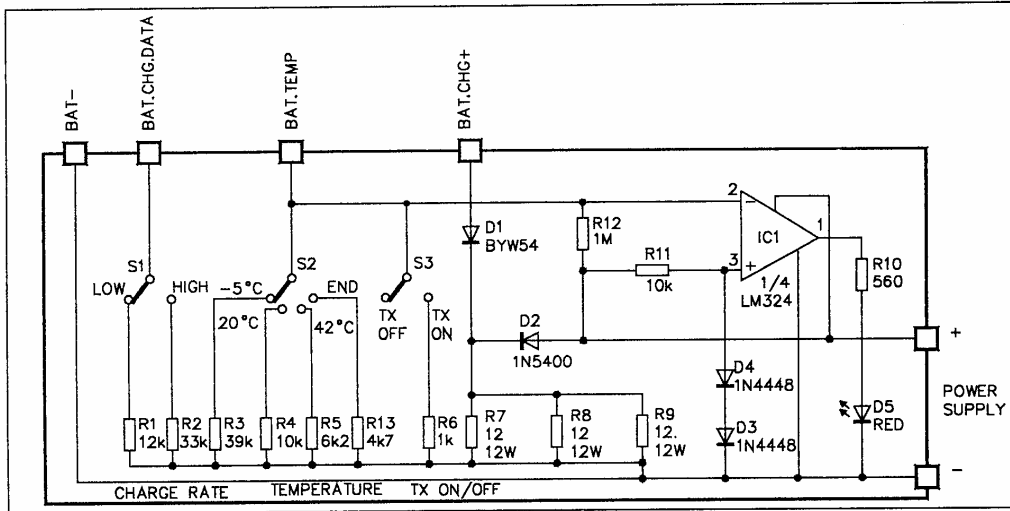 BAT-
BAT.CHG.DATA
BAT.TEMP
BAT.CHG+
D1
BYW54
R12
1M
2
-
IC1
1
R11
10k
3
+
1/4
LM324
R10
560
S1
LOW
HIGH
S2
-5°C
END
20°C
42°C
S3
TX
OFF
TX
ON
D2
1N5400
+
POWER
SUPPLY
-
D4
1N4448
D3
1N4448
D5
RED
R1
12k
R2
33k
R3
39k
R4
10k
R5
6k2
R13
4k7
R6
1k
R7
12
12W
R8
12
12W
R9
12.
12W
CHARGE RATE
TEMPERATURE
TX ON/OFF